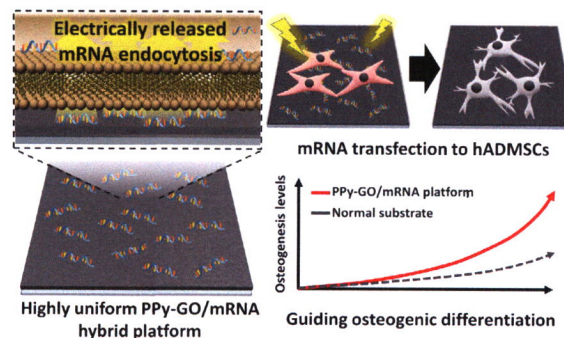 Electrically released
mRNA endocytosis
mRNA transfection to hADMSCs
Highly uniform PPy-GO/mRNA
hybrid platform
Osteogenesis levels
PPy-GO/mRNA platform
Normal substrate
Guiding osteogenic differentiation